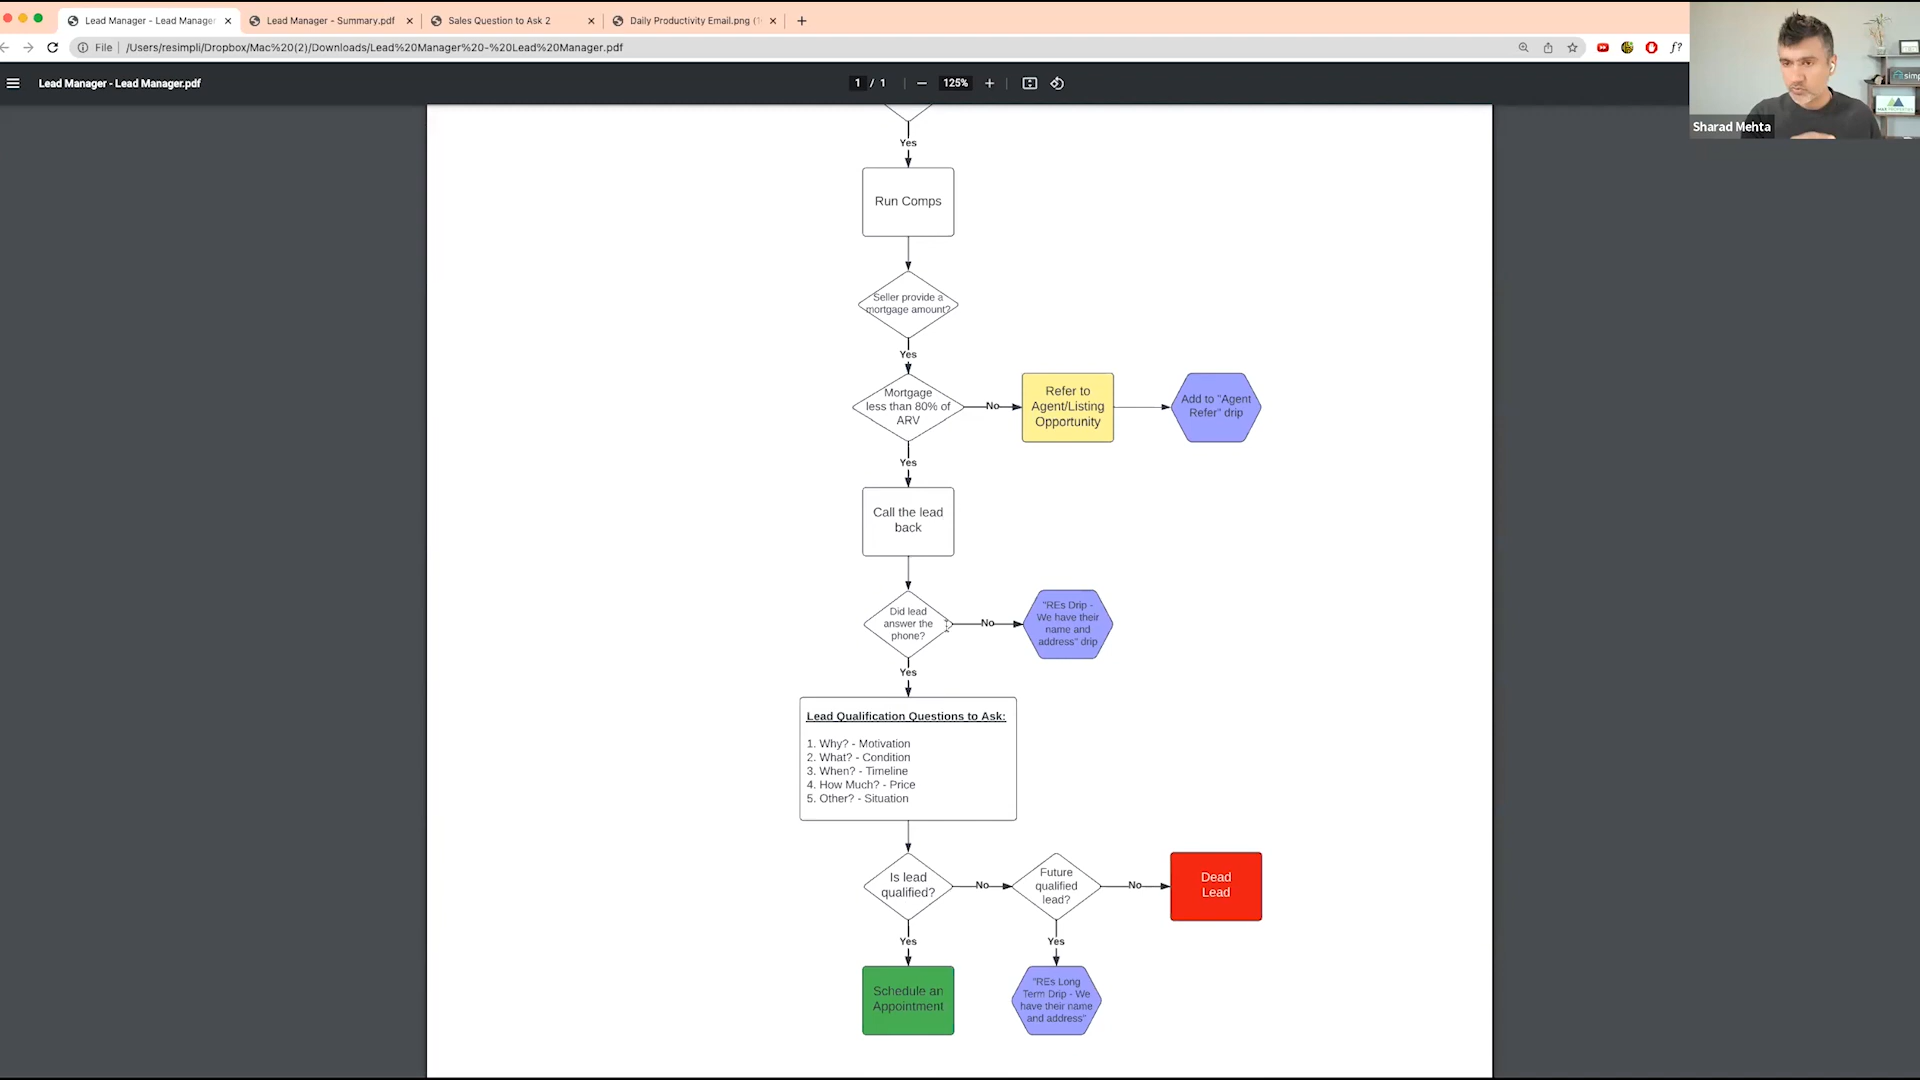 Lead Manager - Lead Manager
Lead Manager - Summary.pdf
Sales Question to Ask 2
Daily Productivity Email.png
File
/Users/resimpli/Dropbox/Mac%20(2)/Downloads/Lead%20Manager%20-%20Lead%20Manager.pdf
Lead Manager - Lead Manager.pdf
1 / 1
125%
Sharad Mehta
Yes
Run Comps
Seller provide a
mortgage amount?
Yes
Mortgage
less than 80% of
ARV
No
Refer to
Agent/Listing
Opportunity
Add to "Agent
Refer" drip
Yes
Call the lead
back
Did lead
answer the
phone?
No
"REs Drip -
We have their
name and
address" drip
Yes
Lead Qualification Questions to Ask:
1. Why? - Motivation
2. What? - Condition
3. When? - Timeline
4. How Much? - Price
5. Other? - Situation
Is lead
qualified?
No
Future
qualified
lead?
No
Dead
Lead
Yes
Yes
Schedule an
Appointment
"REs Long
Term Drip - We
have their name
and address"